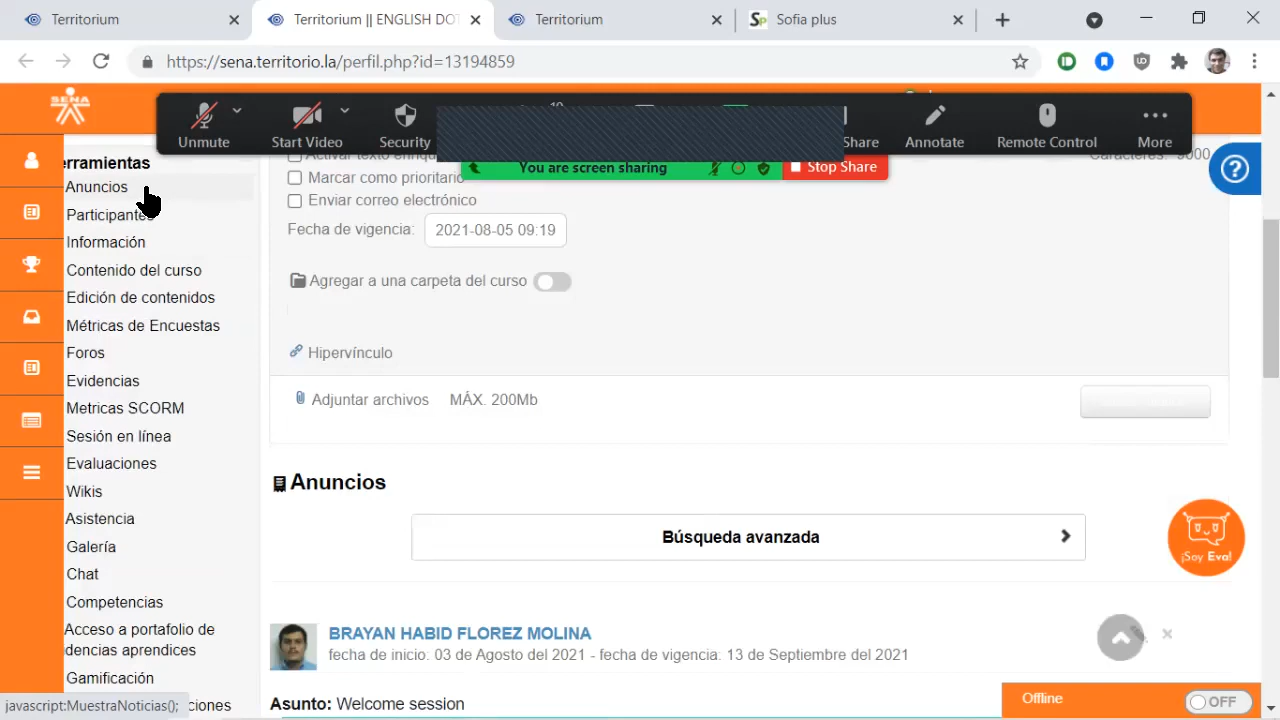 Territorium
Territorium || ENGLISH DOT
Territorium
Sofia plus
https://sena.territorio.la/perfil.php?id=13194859
SENA
Unmute
Start Video
Security
Share
Annotate
Remote Control
More
You are screen sharing
Stop Share
erramientas
Anuncios
Participantes
Información
Contenido del curso
Edición de contenidos
Métricas de Encuestas
Foros
Evidencias
Metricas SCORM
Sesión en línea
Evaluaciones
Wikis
Asistencia
Galería
Chat
Competencias
Acceso a portafolio de
dencias aprendices
Gamificación
ciones
javascript:MuestraNoticias();
Caracteres: 9000
Marcar como prioritario
Enviar correo electrónico
Fecha de vigencia: 2021-08-05 09:19
Agregar a una carpeta del curso
Hipervínculo
Adjuntar archivos MÁX. 200Mb
Anuncios
Búsqueda avanzada
¡Soy Eva!
BRAYAN HABID FLOREZ MOLINA
fecha de inicio: 03 de Agosto del 2021 - fecha de vigencia: 13 de Septiembre del 2021
Asunto: Welcome session
Offline
OFF